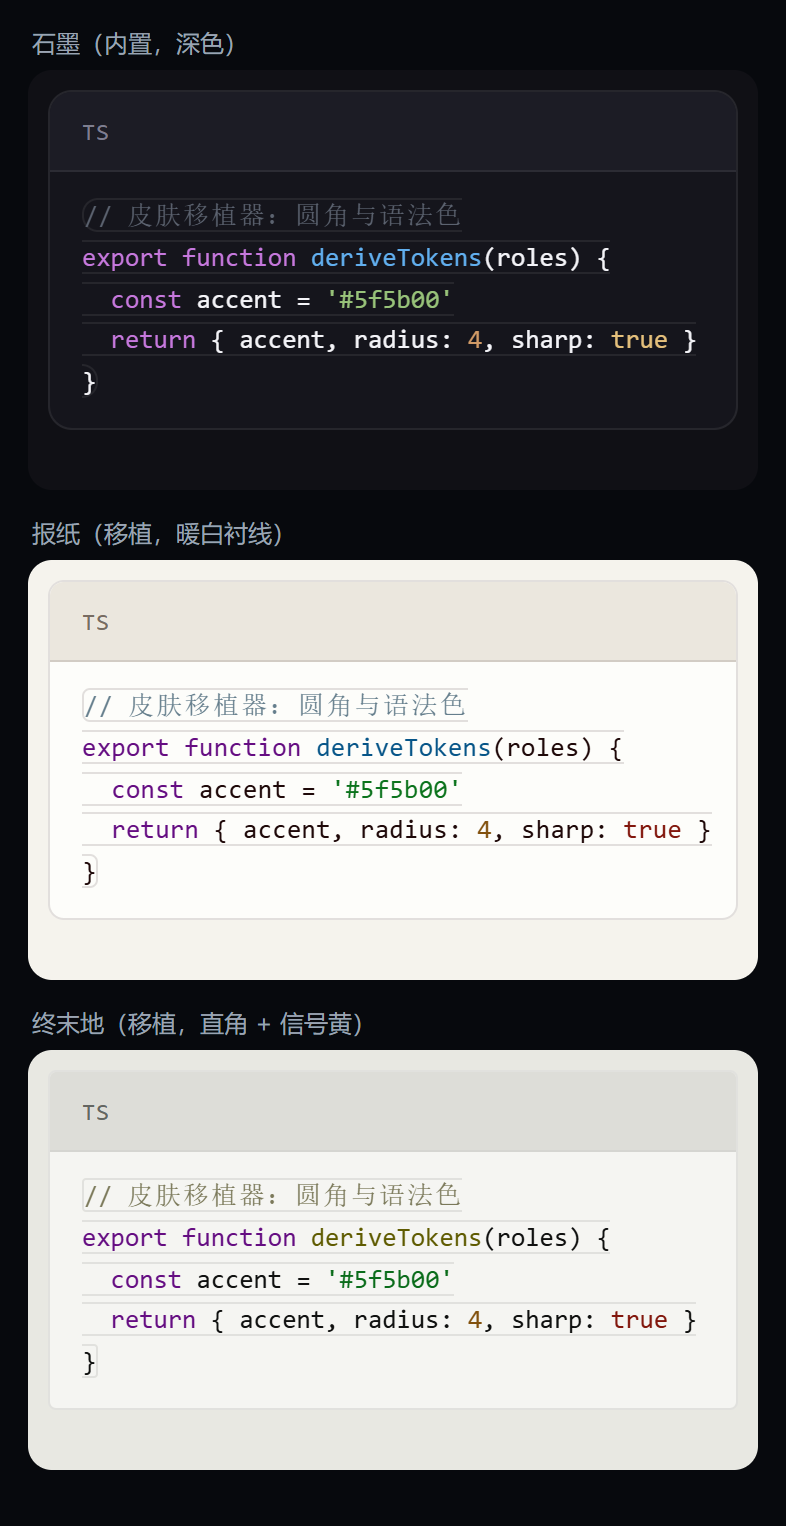 石墨（内置，深色）
TS
// 皮肤移植器：圆角与语法色
export function deriveTokens(roles) {
  const accent = '#5f5b00'
  return { accent, radius: 4, sharp: true }
}
报纸（移植，暖白衬线）
TS
// 皮肤移植器：圆角与语法色
export function deriveTokens(roles) {
  const accent = '#5f5b00'
  return { accent, radius: 4, sharp: true }
}
终末地（移植，直角 + 信号黄）
TS
// 皮肤移植器：圆角与语法色
export function deriveTokens(roles) {
  const accent = '#5f5b00'
  return { accent, radius: 4, sharp: true }
}